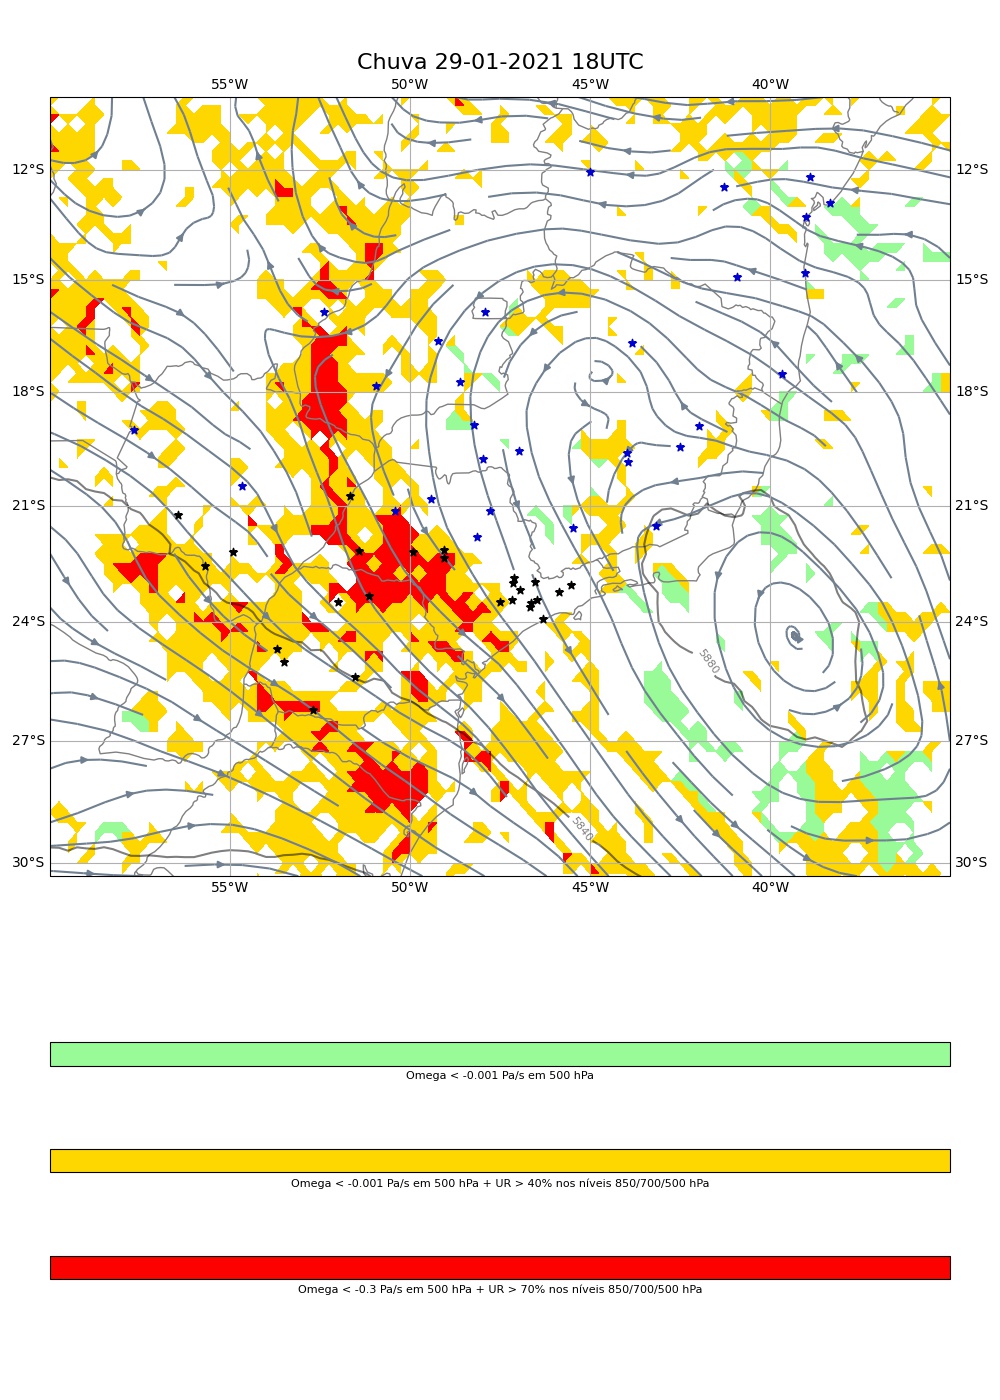 Chuva 29-01-2021 18UTC
55°W 50°W 45°W 40°W
12°S 12°S
15°S 15°S
18°S 18°S
21°S 21°S
24°S 24°S
5880
27°S 27°S
5840
30°S 30°S
55°W 50°W 45°W 40°W
Omega < -0.001 Pa/s em 500 hPa
Omega < -0.001 Pa/s em 500 hPa + UR > 40% nos níveis 850/700/500 hPa
Omega < -0.3 Pa/s em 500 hPa + UR > 70% nos níveis 850/700/500 hPa